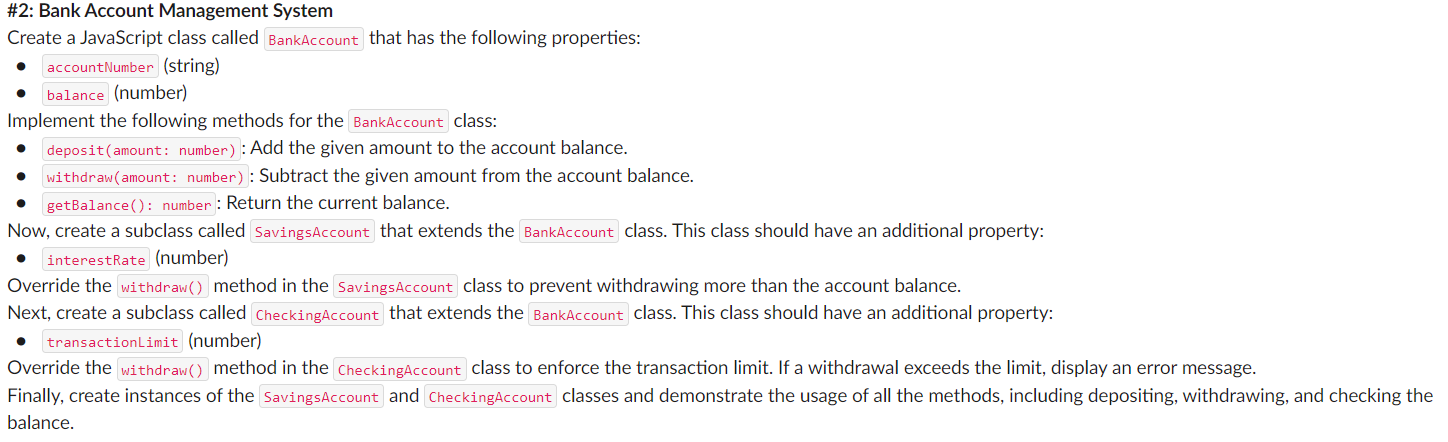 #2: Bank Account Management System
Create a JavaScript class called BankAccount that has the following properties:
● accountNumber (string)
● balance (number)
Implement the following methods for the BankAccount class:
● deposit(amount: number): Add the given amount to the account balance.
● withdraw(amount: number): Subtract the given amount from the account balance.
● getBalance(): number: Return the current balance.
Now, create a subclass called SavingsAccount that extends the BankAccount class. This class should have an additional property:
● interestRate (number)
Override the withdraw() method in the SavingsAccount class to prevent withdrawing more than the account balance.
Next, create a subclass called CheckingAccount that extends the BankAccount class. This class should have an additional property:
● transactionLimit (number)
Override the withdraw() method in the CheckingAccount class to enforce the transaction limit. If a withdrawal exceeds the limit, display an error message.
Finally, create instances of the SavingsAccount and CheckingAccount classes and demonstrate the usage of all the methods, including depositing, withdrawing, and checking the
balance.